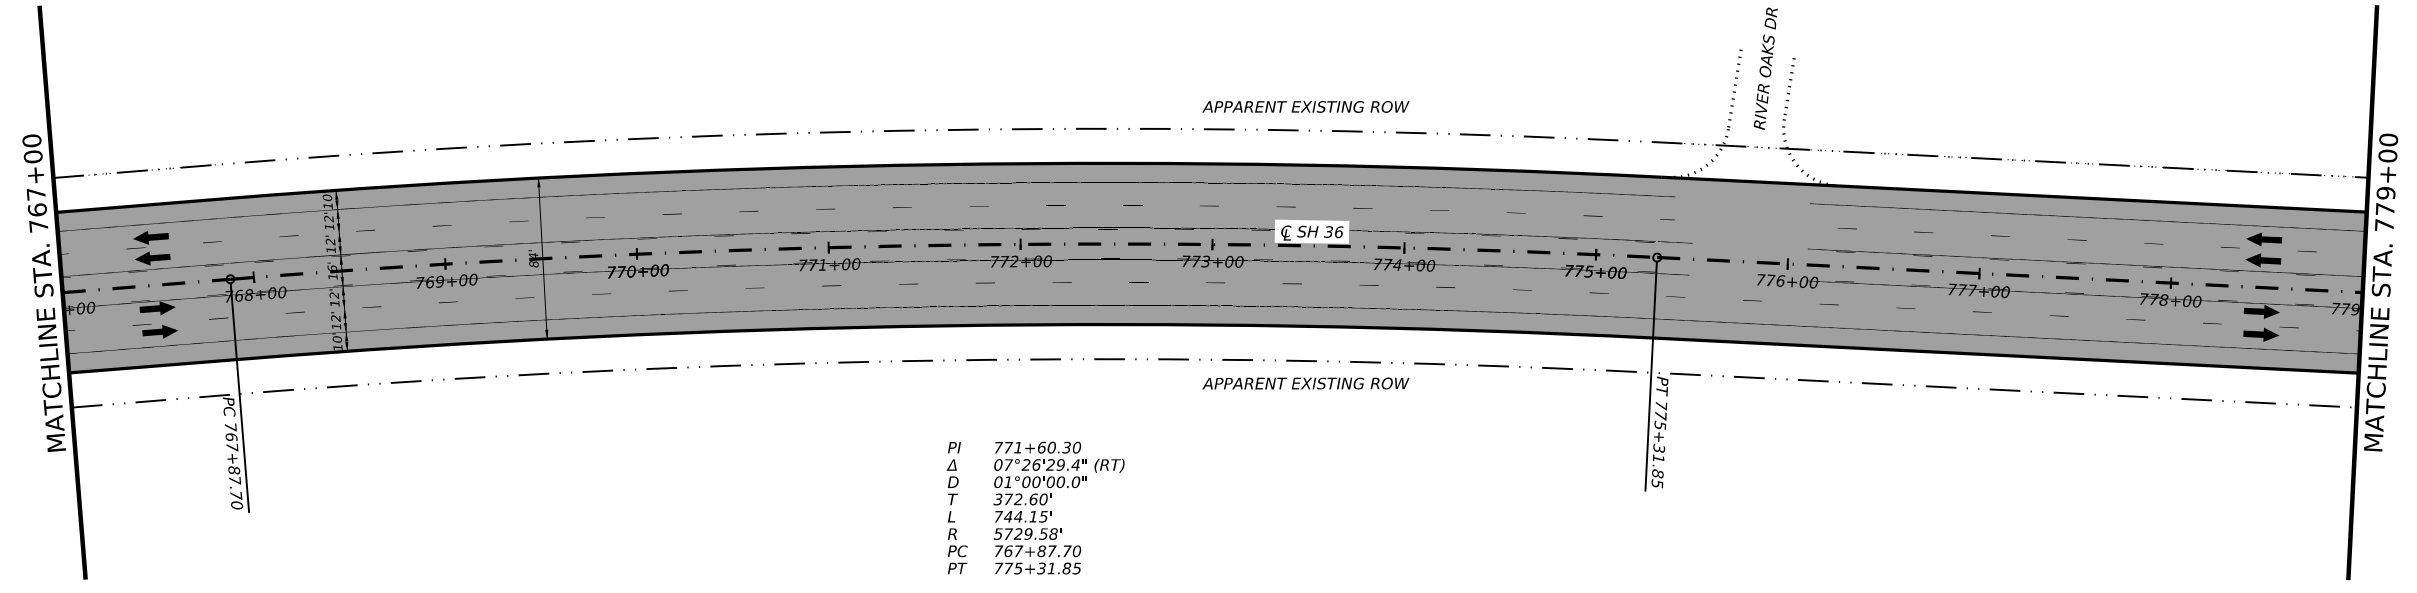 MATCHLINE STA. 767+00
RIVER OAKS DR
APPARENT EXISTING ROW
MATCHLINE STA. 779+00
10'
12'
12'
16'
12'
12'
10'
84'
℄ SH 36
+00
768+00
769+00
770+00
771+00
772+00
773+00
774+00
775+00
776+00
777+00
778+00
779
PC 767+87.70
PT 775+31.85
APPARENT EXISTING ROW
PI 771+60.30
Δ 07°26'29.4" (RT)
D 01°00'00.0"
T 372.60'
L 744.15'
R 5729.58'
PC 767+87.70
PT 775+31.85